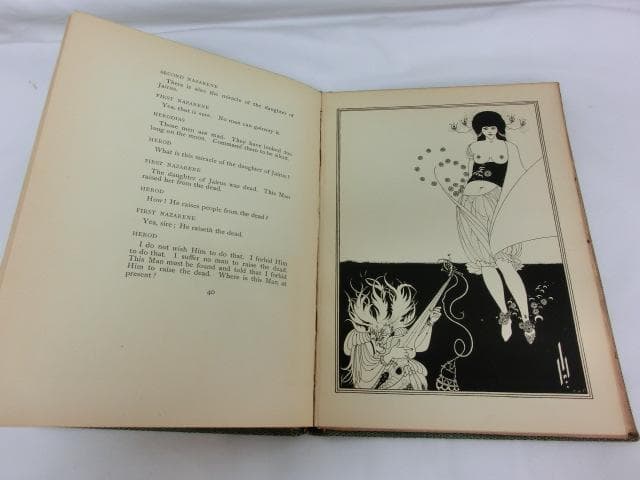 SECOND NAZARENE
There is also the miracle of the daughter of
Jairus.
FIRST NAZARENE
Yea, that is sure. No man can gainsay it.
HERODIAS
Those men are mad. They have looked too
long on the moon. Command them to be silent.
HEROD
What is this miracle of the daughter of Jairus?
FIRST NAZARENE
The daughter of Jairus was dead. This Man
raised her from the dead.
HEROD
How! He raises people from the dead?
FIRST NAZARENE
Yea, sire; He raiseth the dead.
HEROD
I do not wish Him to do that. I forbid Him
to do that. I suffer no man to raise the dead.
This Man must be found and told that I forbid
Him to raise the dead. Where is this Man at
present?
40